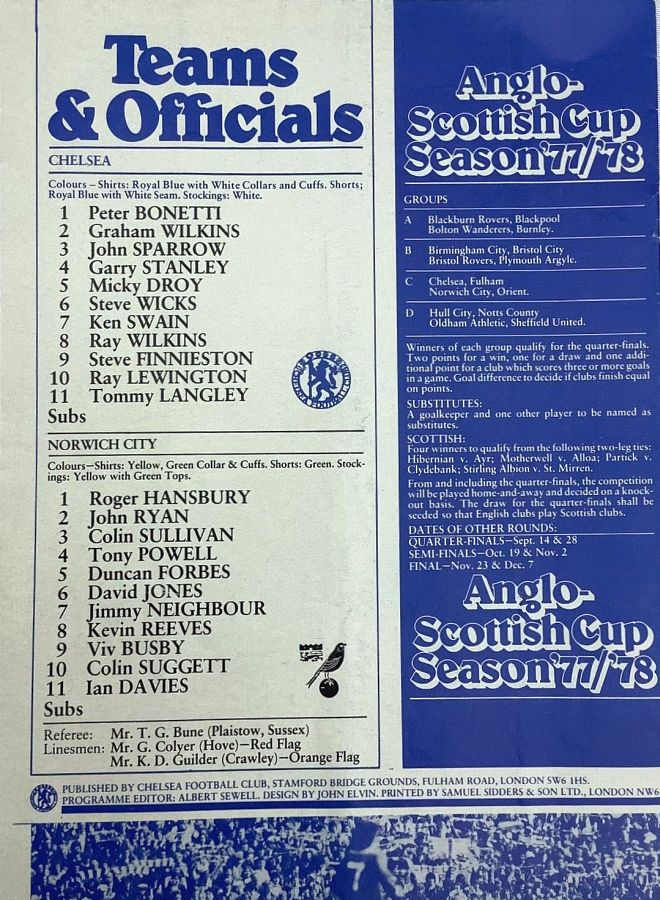 Teams
& Officials
CHELSEA
Colours – Shirts: Royal Blue with White Collars and Cuffs. Shorts;
Royal Blue with White Seam. Stockings: White.
1 Peter BONETTI
2 Graham WILKINS
3 John SPARROW
4 Garry STANLEY
5 Micky DROY
6 Steve WICKS
7 Ken SWAIN
8 Ray WILKINS
9 Steve FINNIESTON
10 Ray LEWINGTON
11 Tommy LANGLEY
Subs
NORWICH CITY
Colours—Shirts: Yellow, Green Collar & Cuffs. Shorts: Green. Stock-
ings: Yellow with Green Tops.
1 Roger HANSBURY
2 John RYAN
3 Colin SULLIVAN
4 Tony POWELL
5 Duncan FORBES
6 David JONES
7 Jimmy NEIGHBOUR
8 Kevin REEVES
9 Viv BUSBY
10 Colin SUGGETT
11 Ian DAVIES
Subs
Referee: Mr. T. G. Bune (Plaistow, Sussex)
Linesmen: Mr. G. Colyer (Hove)—Red Flag
Mr. K. D. Guilder (Crawley)—Orange Flag
Anglo-
Scottish Cup
Season '77/'78
GROUPS
A Blackburn Rovers, Blackpool
Bolton Wanderers, Burnley.
B Birmingham City, Bristol City
Bristol Rovers, Plymouth Argyle.
C Chelsea, Fulham
Norwich City, Orient.
D Hull City, Notts County
Oldham Athletic, Sheffield United.
Winners of each group qualify for the quarter-finals.
Two points for a win, one for a draw and one addi-
tional point for a club which scores three or more goals
in a game. Goal difference to decide if clubs finish equal
on points.
SUBSTITUTES:
A goalkeeper and one other player to be named as
substitutes.
SCOTTISH:
Four winners to qualify from the following two-leg ties:
Hibernian v. Ayr; Motherwell v. Alloa; Partick v.
Clydebank; Stirling Albion v. St. Mirren.
From and including the quarter-finals, the competition
will be played home-and-away and decided on a knock-
out basis. The draw for the quarter-finals shall be
seeded so that English clubs play Scottish clubs.
DATES OF OTHER ROUNDS:
QUARTER-FINALS—Sept. 14 & 28
SEMI-FINALS—Oct. 19 & Nov. 2
FINAL—Nov. 23 & Dec. 7
Anglo-
Scottish Cup
Season '77/'78
PUBLISHED BY CHELSEA FOOTBALL CLUB, STAMFORD BRIDGE GROUNDS, FULHAM ROAD, LONDON SW6 1HS.
PROGRAMME EDITOR: ALBERT SEWELL. DESIGN BY JOHN ELVIN. PRINTED BY SAMUEL SIDDERS & SON LTD., LONDON NW6
7